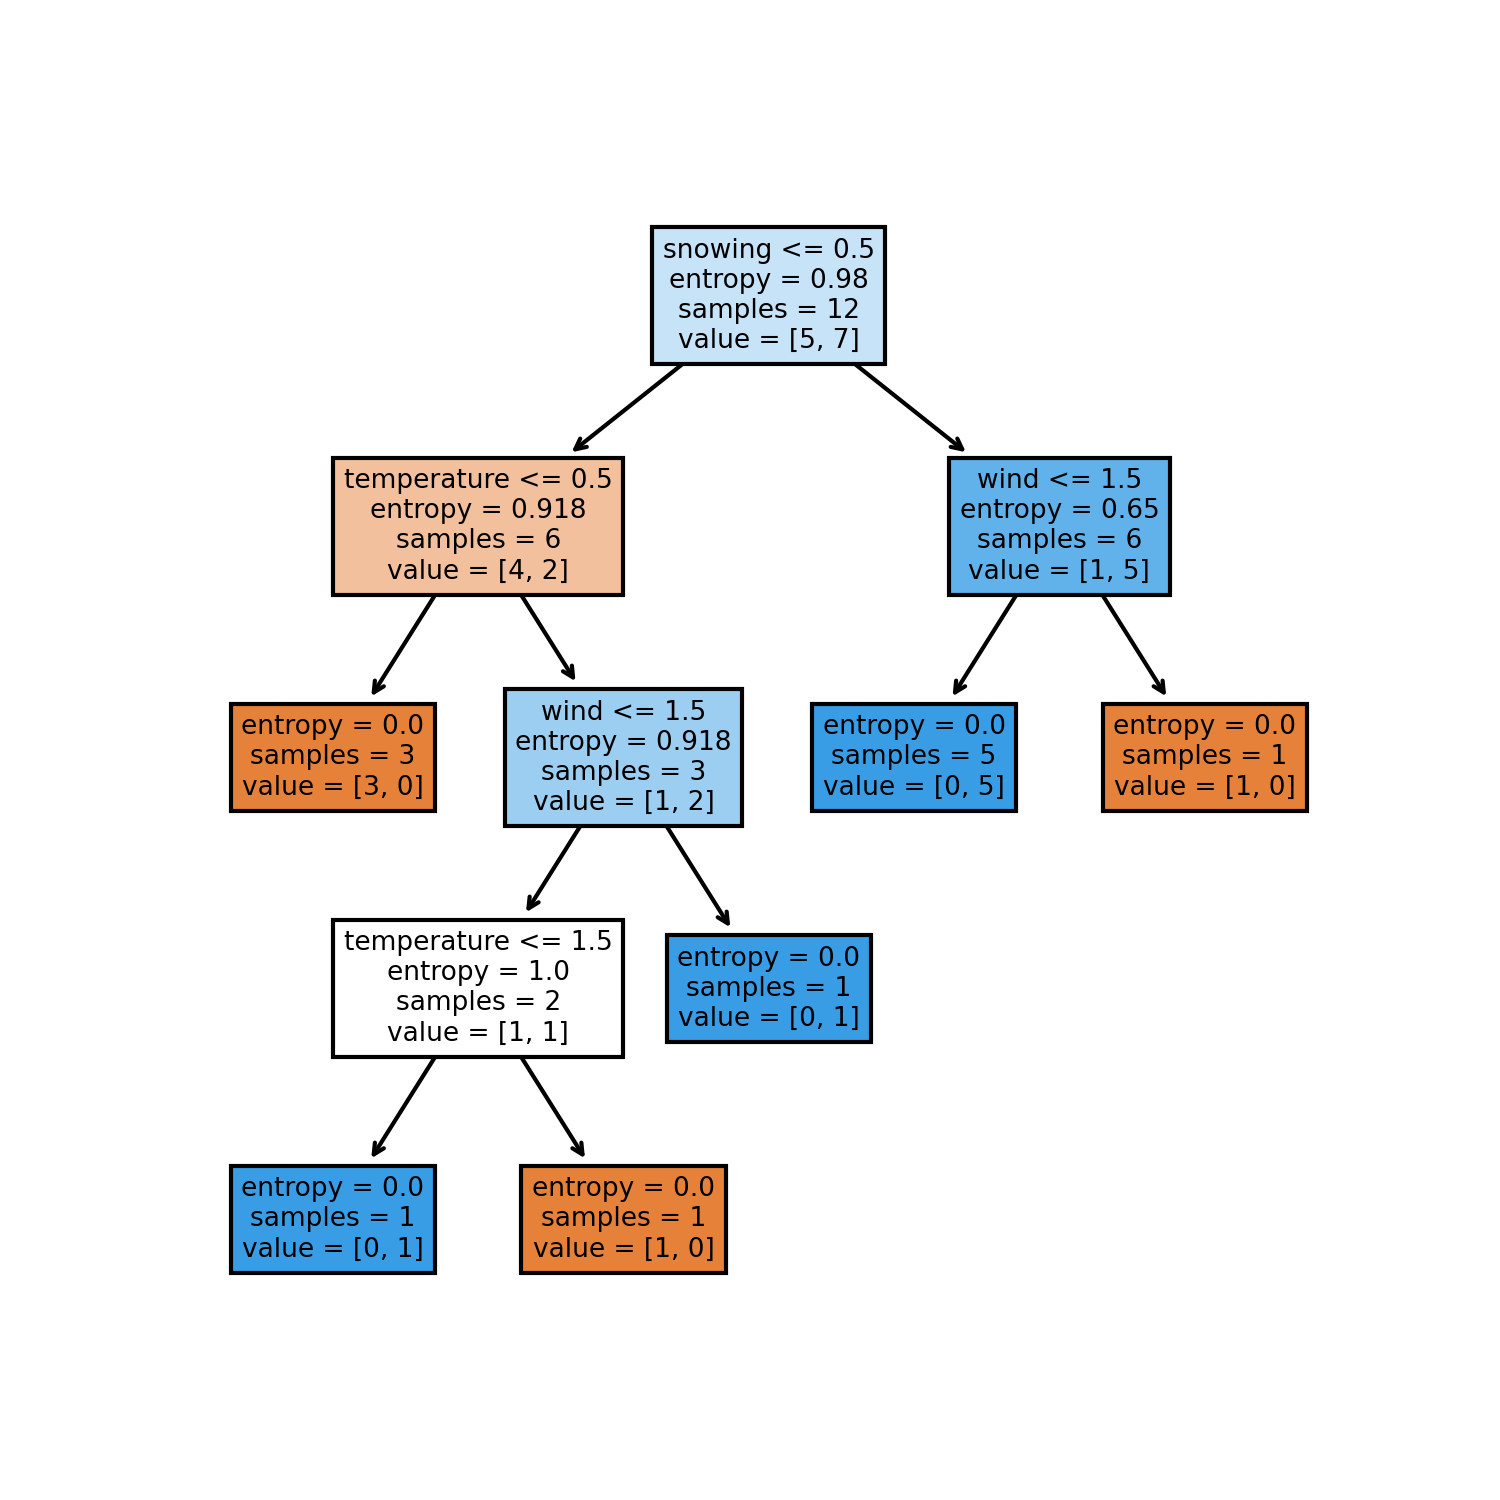 snowing <= 0.5
entropy = 0.98
samples = 12
value = [5, 7]
temperature <= 0.5
entropy = 0.918
samples = 6
value = [4, 2]
wind <= 1.5
entropy = 0.65
samples = 6
value = [1, 5]
entropy = 0.0
samples = 3
value = [3, 0]
wind <= 1.5
entropy = 0.918
samples = 3
value = [1, 2]
entropy = 0.0
samples = 5
value = [0, 5]
entropy = 0.0
samples = 1
value = [1, 0]
temperature <= 1.5
entropy = 1.0
samples = 2
value = [1, 1]
entropy = 0.0
samples = 1
value = [0, 1]
entropy = 0.0
samples = 1
value = [0, 1]
entropy = 0.0
samples = 1
value = [1, 0]